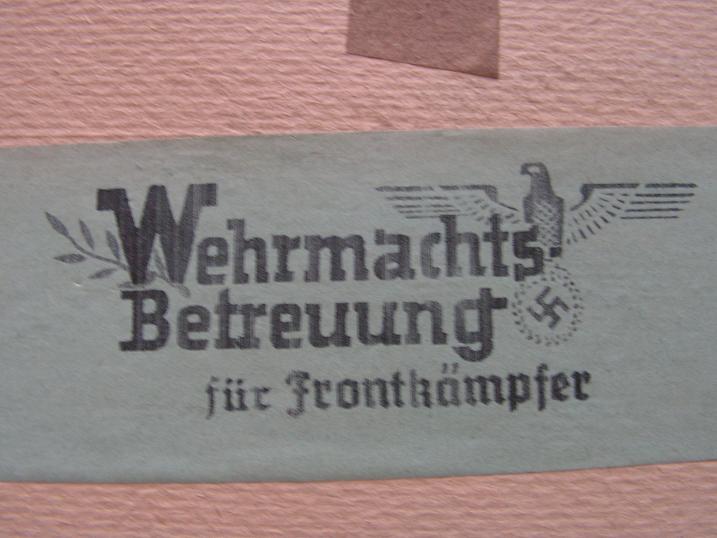 Wehrmachts-
Betreuung
für Frontkämpfer